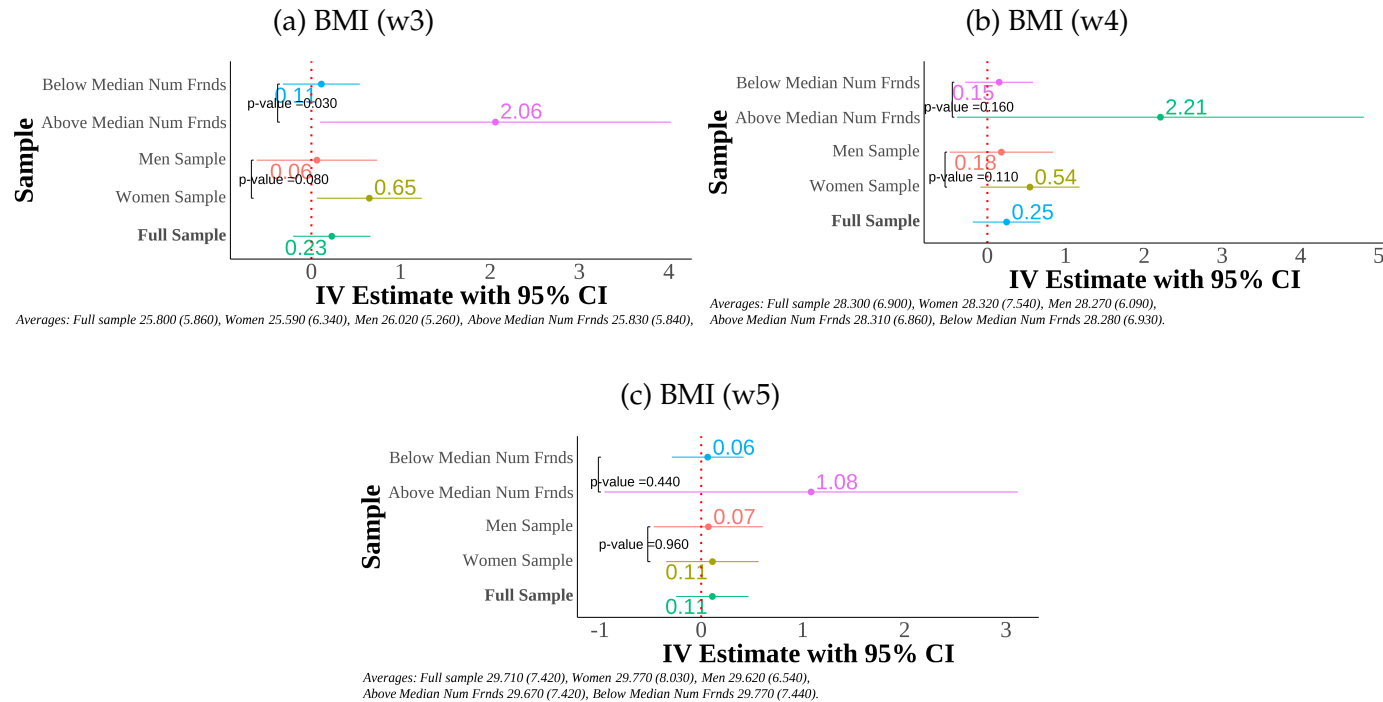 (a) BMI (w3)
Sample
Below Median Num Frnds
0.11
p-value =0.030
Above Median Num Frnds
2.06
Men Sample
0.06
p-value =0.080
Women Sample
0.65
Full Sample
0.23
0 1 2 3 4
IV Estimate with 95% CI
Averages: Full sample 25.800 (5.860), Women 25.590 (6.340), Men 26.020 (5.260), Above Median Num Frnds 25.830 (5.840),
(b) BMI (w4)
Sample
Below Median Num Frnds
0.15
p-value =0.160
Above Median Num Frnds
2.21
Men Sample
0.18
p-value =0.110
Women Sample
0.54
Full Sample
0.25
0 1 2 3 4 5
IV Estimate with 95% CI
Averages: Full sample 28.300 (6.900), Women 28.320 (7.540), Men 28.270 (6.090),
Above Median Num Frnds 28.310 (6.860), Below Median Num Frnds 28.280 (6.930).
(c) BMI (w5)
Sample
Below Median Num Frnds
0.06
p-value =0.440
Above Median Num Frnds
1.08
Men Sample
0.07
p-value =0.960
Women Sample
0.11
Full Sample
0.11
-1 0 1 2 3
IV Estimate with 95% CI
Averages: Full sample 29.710 (7.420), Women 29.770 (8.030), Men 29.620 (6.540),
Above Median Num Frnds 29.670 (7.420), Below Median Num Frnds 29.770 (7.440).